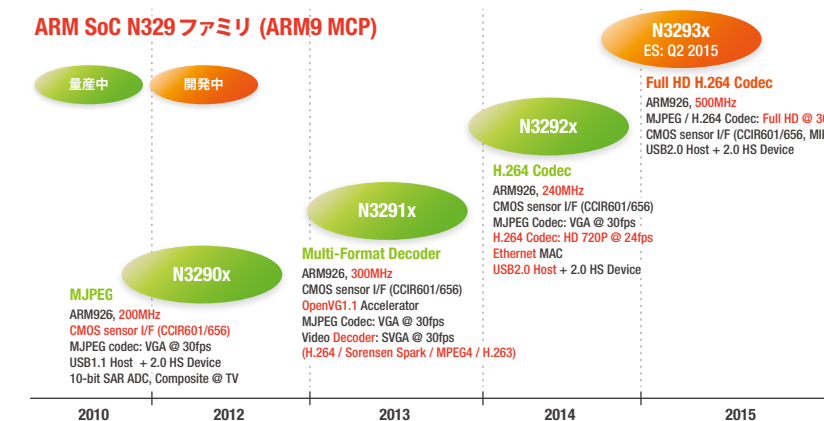 ARM SoC N329 ファミリ (ARM9 MCP)
量産中
開発中
N3290x
MJPEG
ARM926, 200MHz
CMOS sensor I/F (CCIR601/656)
MJPEG codec: VGA @ 30fps
USB1.1 Host + 2.0 HS Device
10-bit SAR ADC, Composite @ TV
N3291x
Multi-Format Decoder
ARM926, 300MHz
CMOS sensor I/F (CCIR601/656)
OpenVG1.1 Accelerator
MJPEG Codec: VGA @ 30fps
Video Decoder: SVGA @ 30fps
(H.264 / Sorensen Spark / MPEG4 / H.263)
N3292x
H.264 Codec
ARM926, 240MHz
CMOS sensor I/F (CCIR601/656)
MJPEG Codec: VGA @ 30fps
H.264 Codec: HD 720P @ 24fps
Ethernet MAC
USB2.0 Host + 2.0 HS Device
N3293x
ES: Q2 2015
Full HD H.264 Codec
ARM926, 500MHz
MJPEG / H.264 Codec: Full HD @
CMOS sensor I/F (CCIR601/656,
USB2.0 Host + 2.0 HS Device
2010
2012
2013
2014
2015